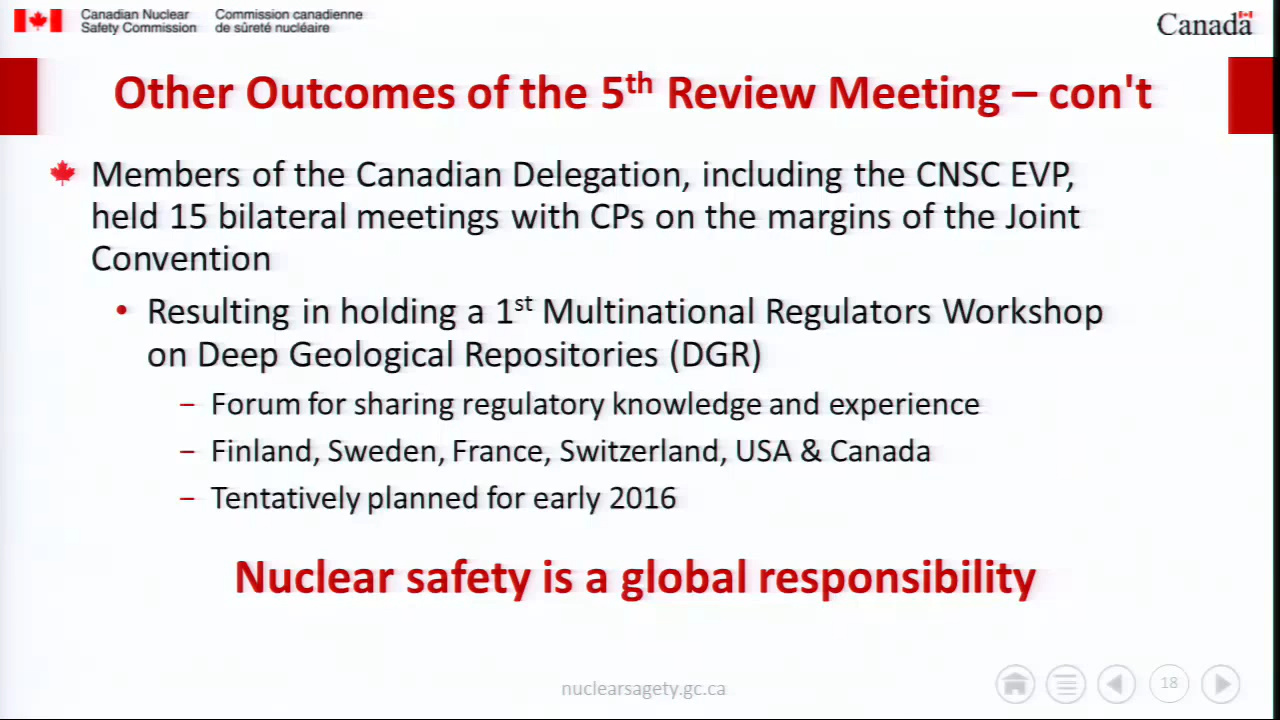 Canadian Nuclear Safety Commission
Commission canadienne de sûreté nucléaire
Canada
Other Outcomes of the 5th Review Meeting – con't
Members of the Canadian Delegation, including the CNSC EVP,
held 15 bilateral meetings with CPs on the margins of the Joint
Convention
• Resulting in holding a 1st Multinational Regulators Workshop
on Deep Geological Repositories (DGR)
– Forum for sharing regulatory knowledge and experience
– Finland, Sweden, France, Switzerland, USA & Canada
– Tentatively planned for early 2016
Nuclear safety is a global responsibility
nuclearsagety.gc.ca
18